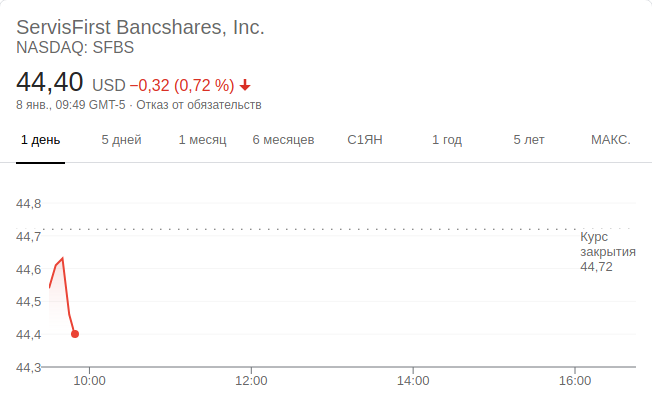 ServisFirst Bancshares, Inc.
NASDAQ: SFBS
44,40 USD −0,32 (0,72 %)
8 янв., 09:49 GMT-5 · Отказ от обязательств
1 день 5 дней 1 месяц 6 месяцев С1ЯН 1 год 5 лет МАКС.
44,8
44,7
Курс
закрытия
44,72
44,6
44,5
44,4
44,3
10:00 12:00 14:00 16:00